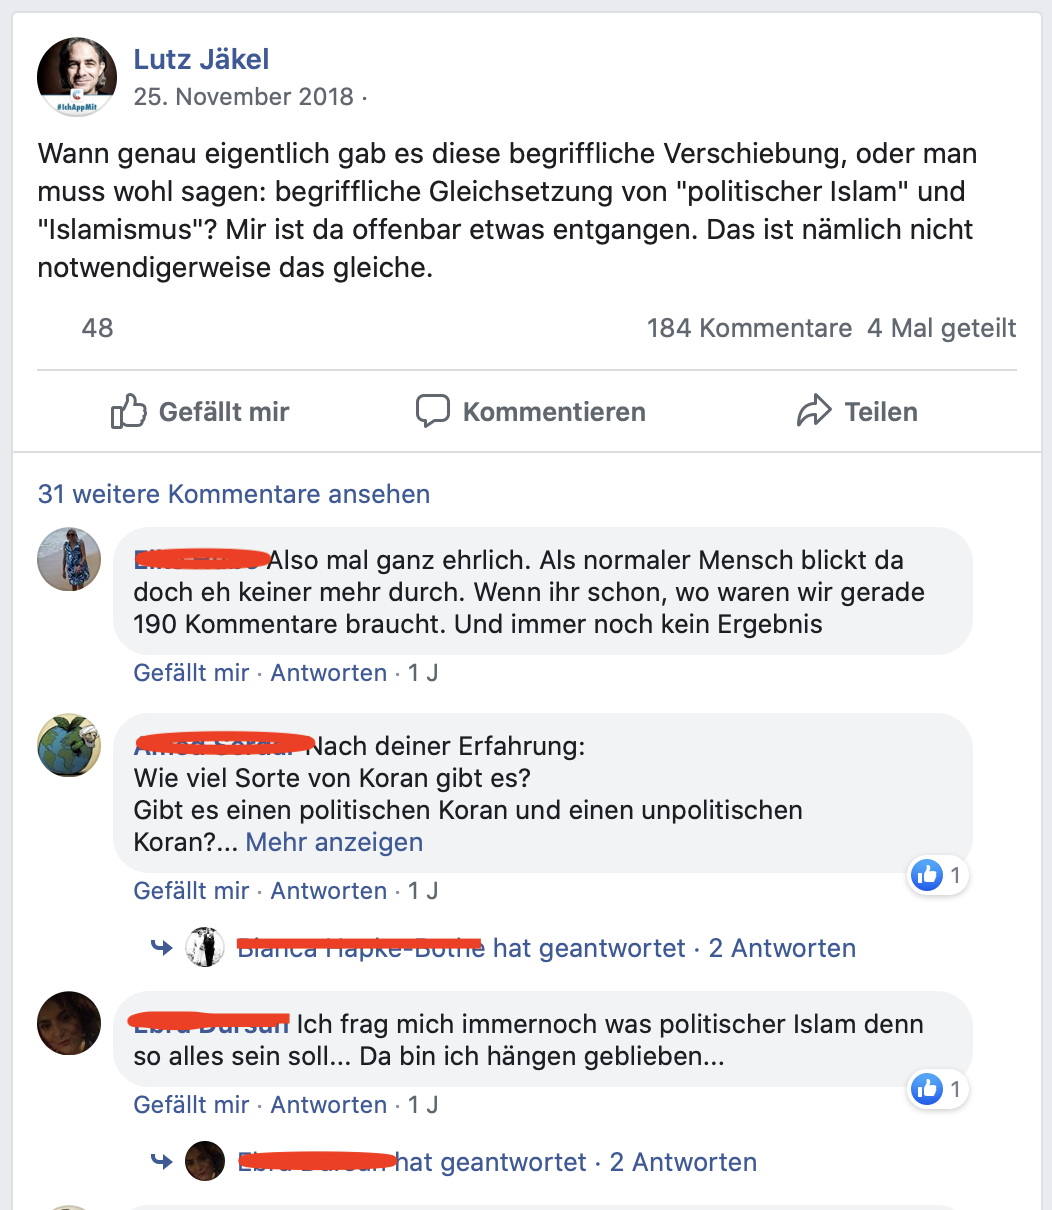 Lutz Jäkel
#IchAppMit
25. November 2018 ·
Wann genau eigentlich gab es diese begriffliche Verschiebung, oder man
muss wohl sagen: begriffliche Gleichsetzung von "politischer Islam" und
"Islamismus"? Mir ist da offenbar etwas entgangen. Das ist nämlich nicht
notwendigerweise das gleiche.
48 184 Kommentare 4 Mal geteilt
Gefällt mir Kommentieren Teilen
31 weitere Kommentare ansehen
Also mal ganz ehrlich. Als normaler Mensch blickt da
doch eh keiner mehr durch. Wenn ihr schon, wo waren wir gerade
190 Kommentare braucht. Und immer noch kein Ergebnis
Gefällt mir · Antworten · 1 J
Nach deiner Erfahrung:
Wie viel Sorte von Koran gibt es?
Gibt es einen politischen Koran und einen unpolitischen
Koran?... Mehr anzeigen
1
Gefällt mir · Antworten · 1 J
hat geantwortet · 2 Antworten
Ich frag mich immernoch was politischer Islam denn
so alles sein soll... Da bin ich hängen geblieben...
1
Gefällt mir · Antworten · 1 J
hat geantwortet · 2 Antworten